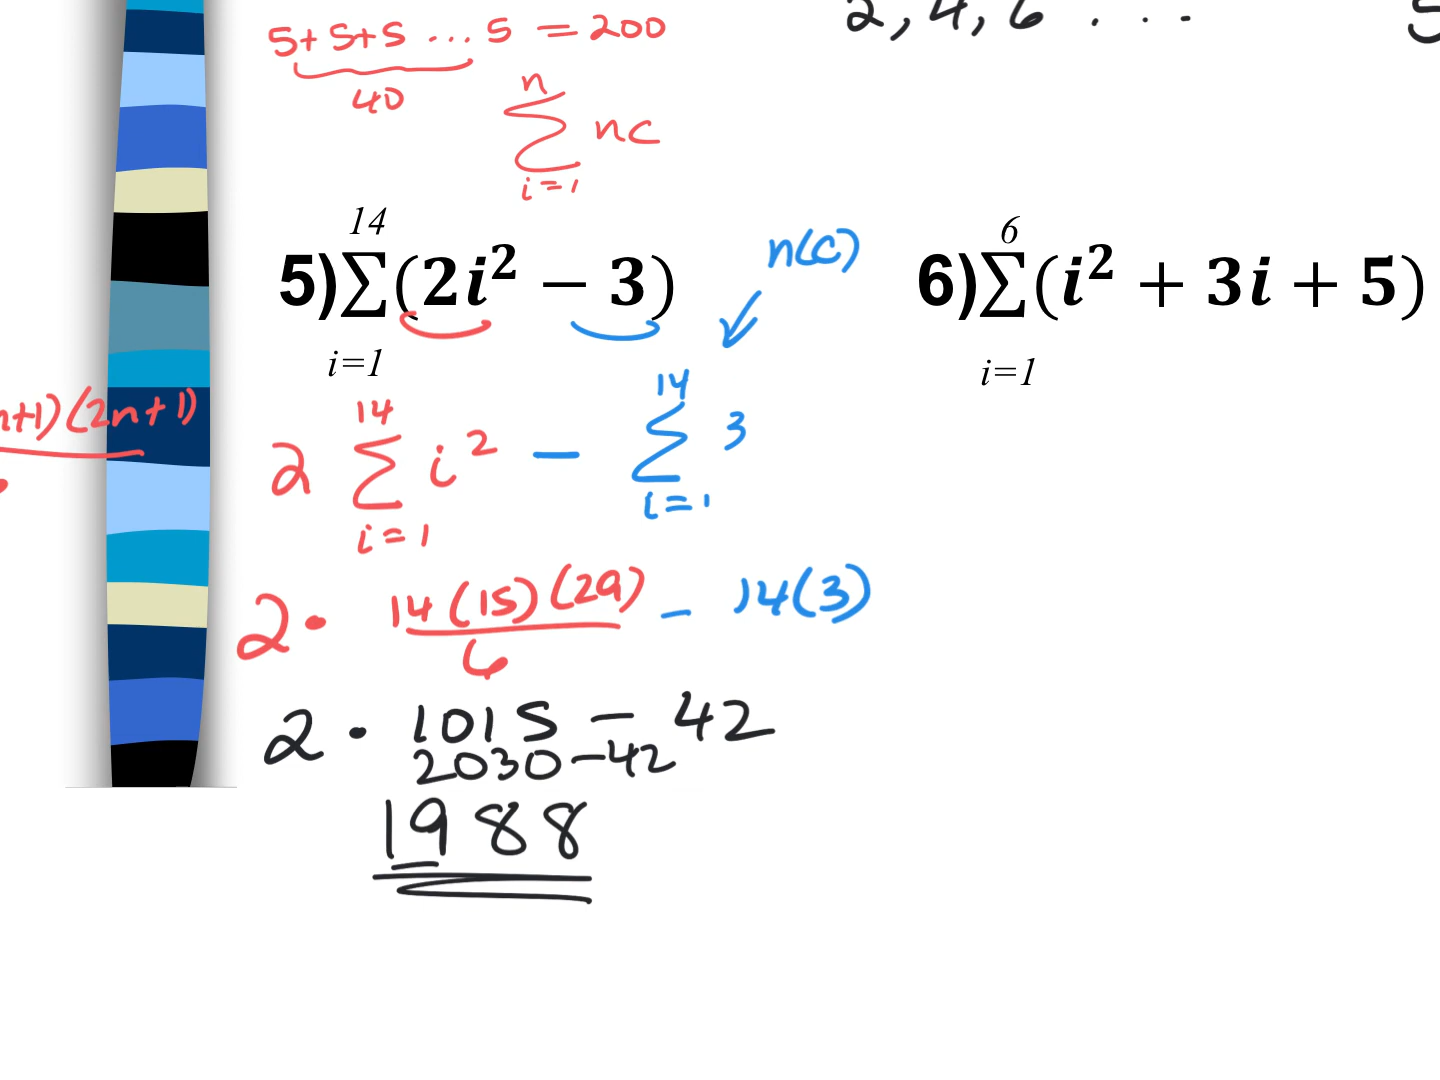 5+5+5 ... 5 = 200
2, 4, 6 . . .
5
40
n
∑ nc
i=1
14
5)∑(2i² − 3)
i=1
n(c)
6
6)∑(i² + 3i + 5)
i=1
n+1)(2n+1)
14
2 ∑ i² −
i=1
14
∑ 3
i=1
2 · 14(15)(29) − 14(3)
6
2 · 1015 − 42
2030−42
1988